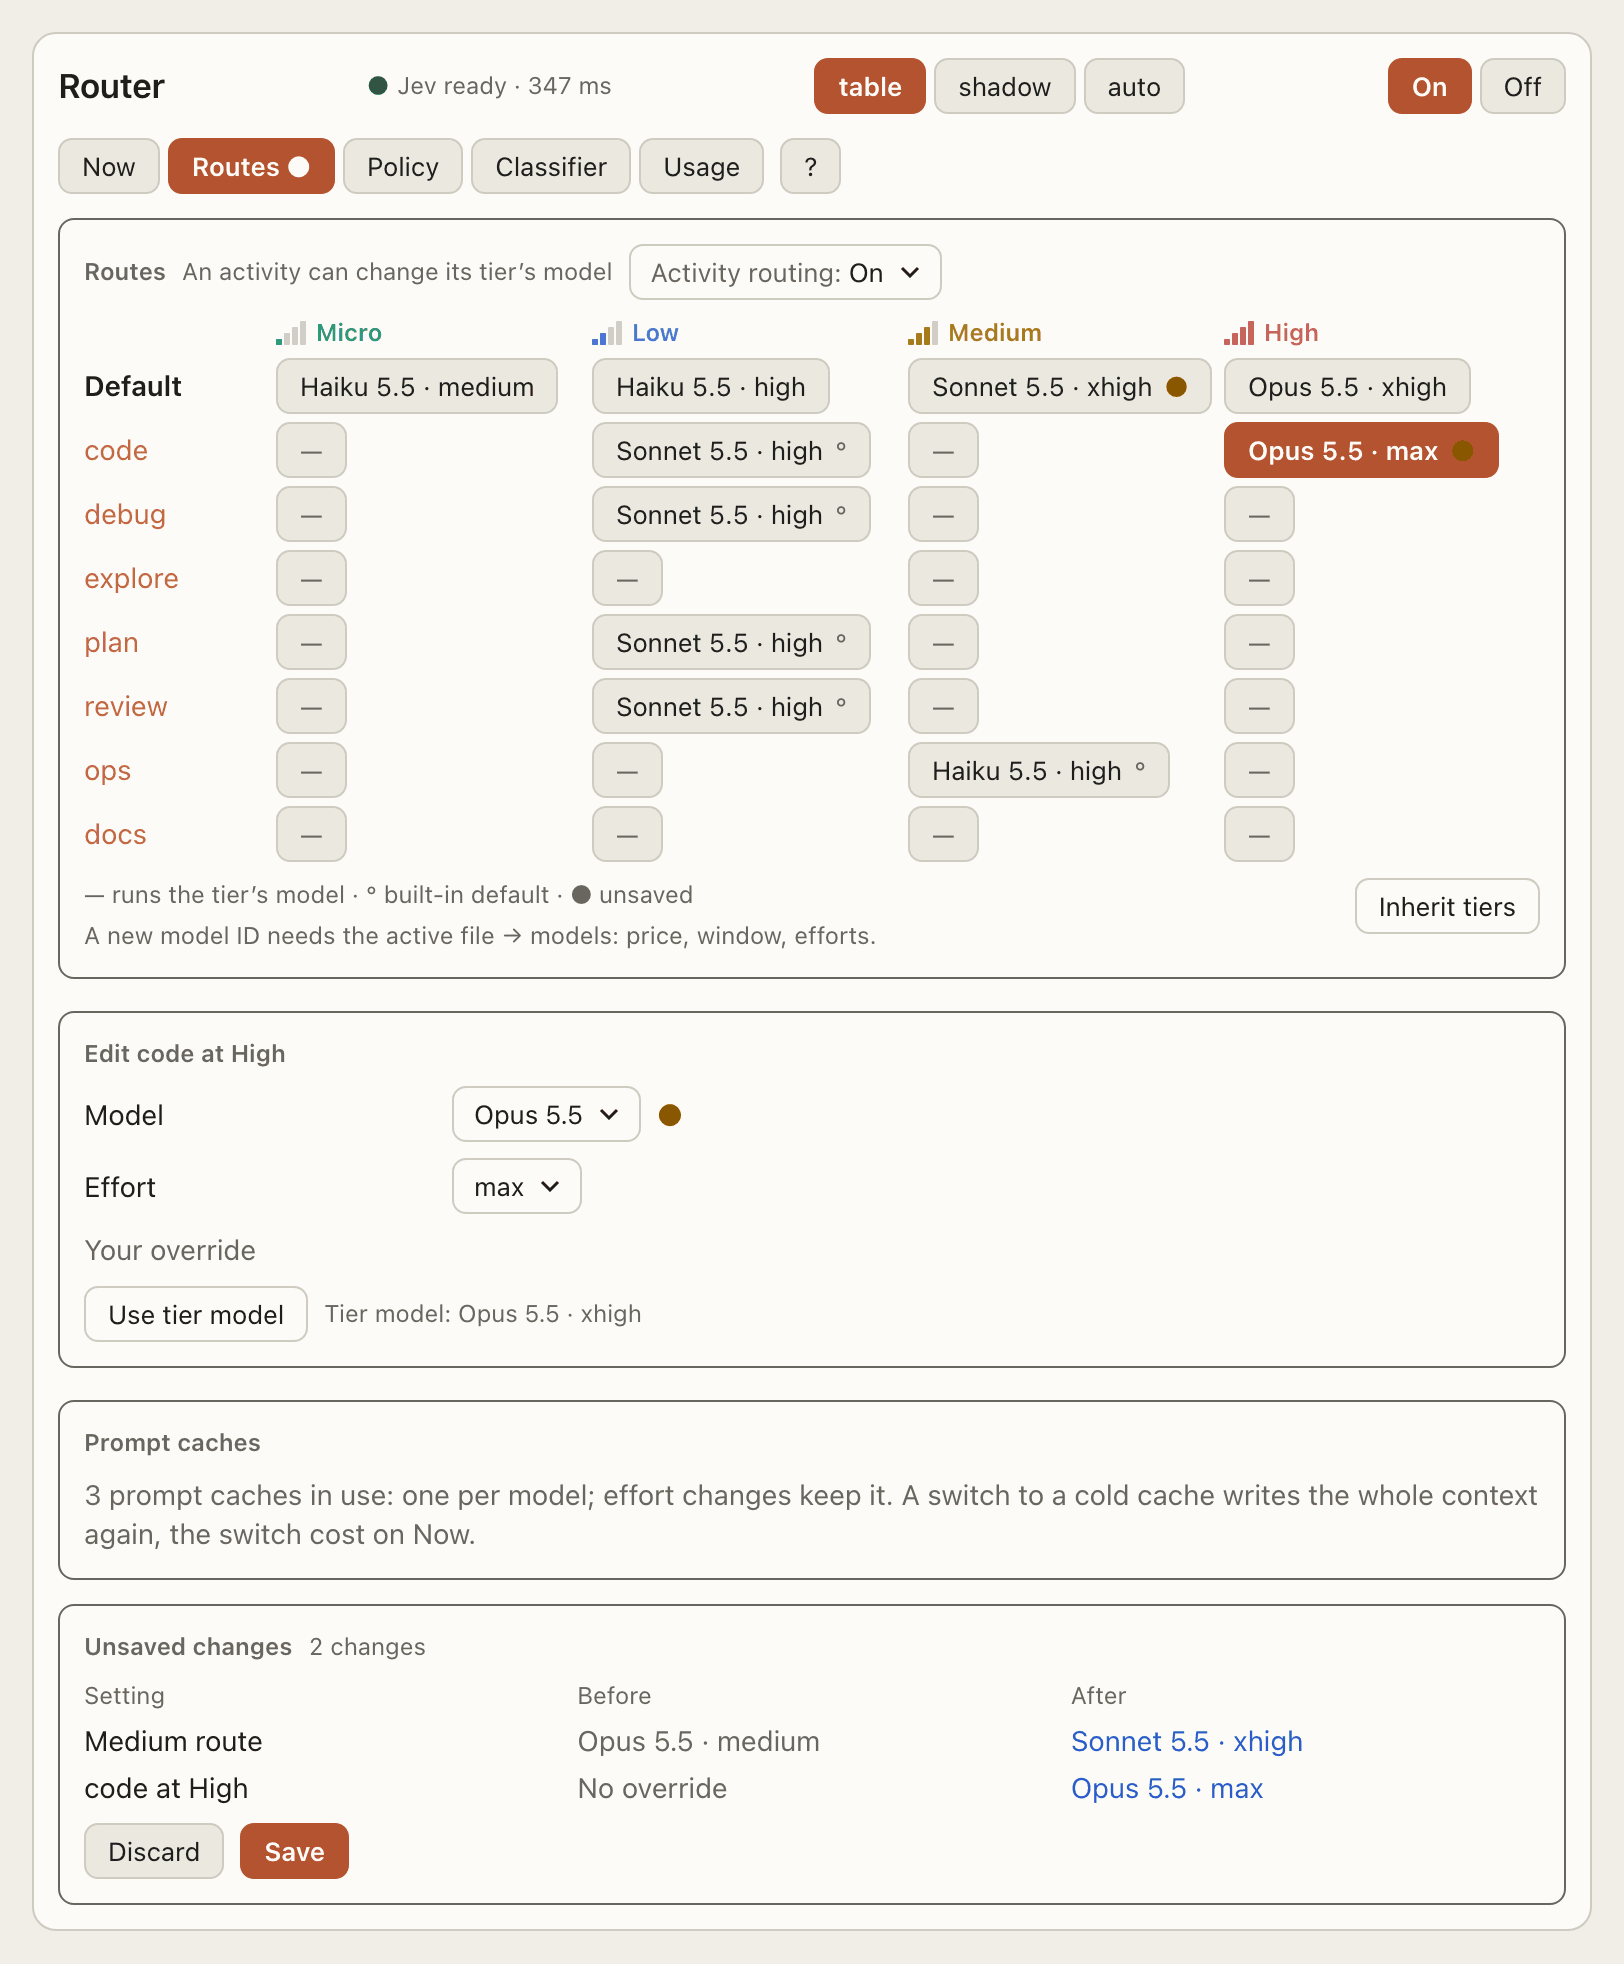 Router Jev ready · 347 ms table shadow auto On Off
Now Routes Policy Classifier Usage ?
Routes An activity can change its tier’s model Activity routing: On
Micro Low Medium High
Default Haiku 5.5 · medium Haiku 5.5 · high Sonnet 5.5 · xhigh Opus 5.5 · xhigh
code — Sonnet 5.5 · high ° — Opus 5.5 · max
debug — Sonnet 5.5 · high ° — —
explore — — — —
plan — Sonnet 5.5 · high ° — —
review — Sonnet 5.5 · high ° — —
ops — — Haiku 5.5 · high ° —
docs — — — —
— runs the tier’s model · ° built-in default · ● unsaved
Inherit tiers
A new model ID needs the active file → models: price, window, efforts.
Edit code at High
Model Opus 5.5
Effort max
Your override
Use tier model Tier model: Opus 5.5 · xhigh
Prompt caches
3 prompt caches in use: one per model; effort changes keep it. A switch to a cold cache writes the whole context
again, the switch cost on Now.
Unsaved changes 2 changes
Setting Before After
Medium route Opus 5.5 · medium Sonnet 5.5 · xhigh
code at High No override Opus 5.5 · max
Discard Save